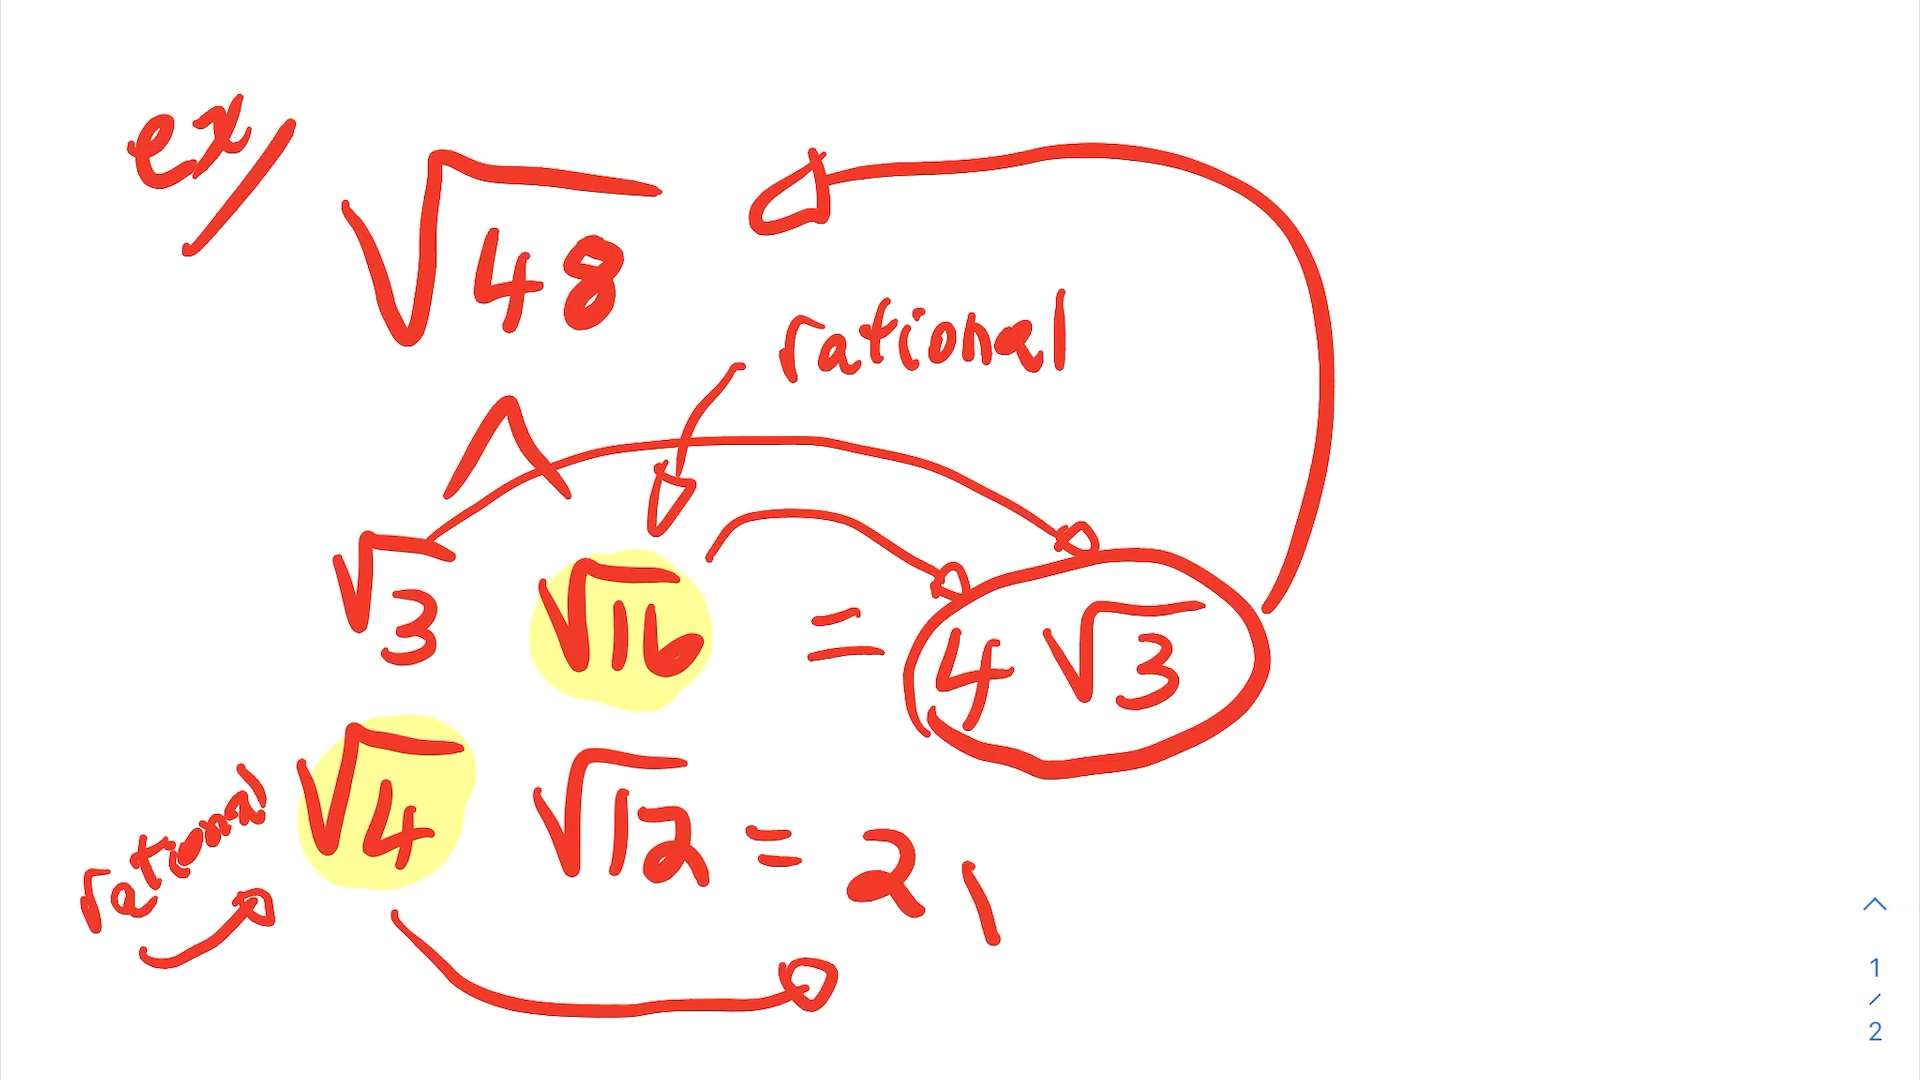 ex/
√48
rational
√3 √16 = 4√3
√4 √12 = 2
rational
1
/
2